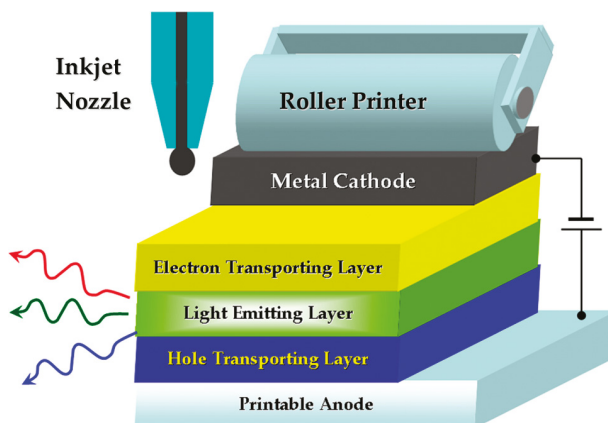 Inkjet
Nozzle
Roller Printer
Metal Cathode
Electron Transporting Layer
Light Emitting Layer
Hole Transporting Layer
Printable Anode